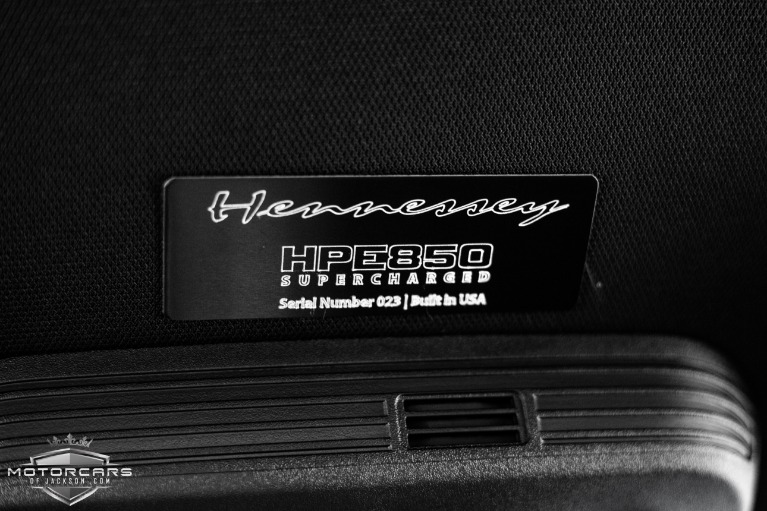 Hennessey
HPE850
SUPERCHARGED
Serial Number 023 | Built in USA
MOTORCARS
OF JACKSON.COM